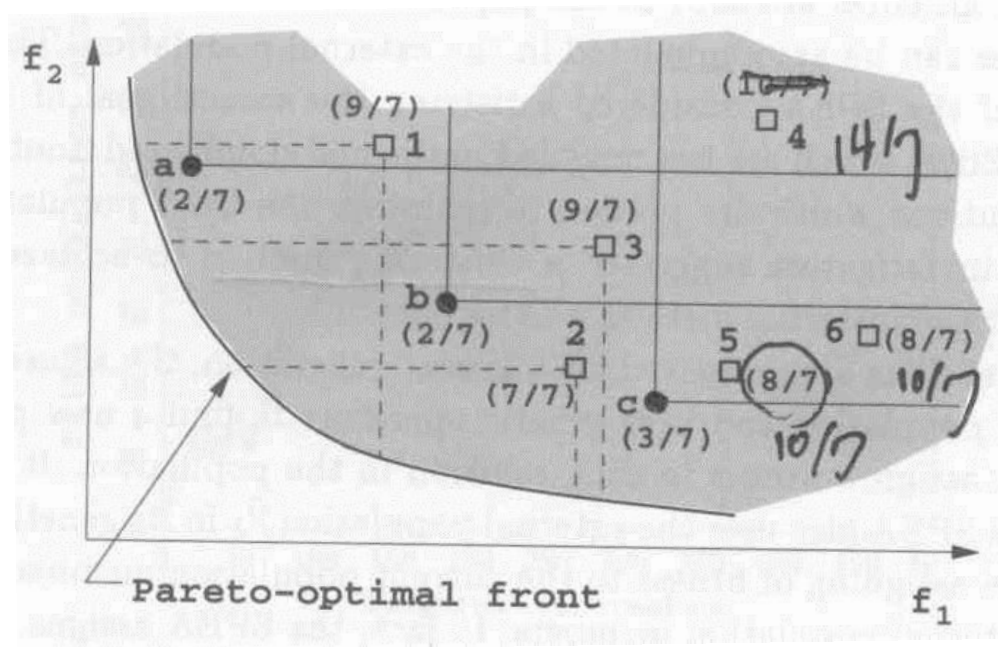 f₂
(9/7)
1
4
14/7
a
(2/7)
(9/7)
3
b
(2/7)
2
5
6
(8/7)
(7/7)
(8/7)
10/7
c
(3/7)
10/7
Pareto-optimal front
f₁